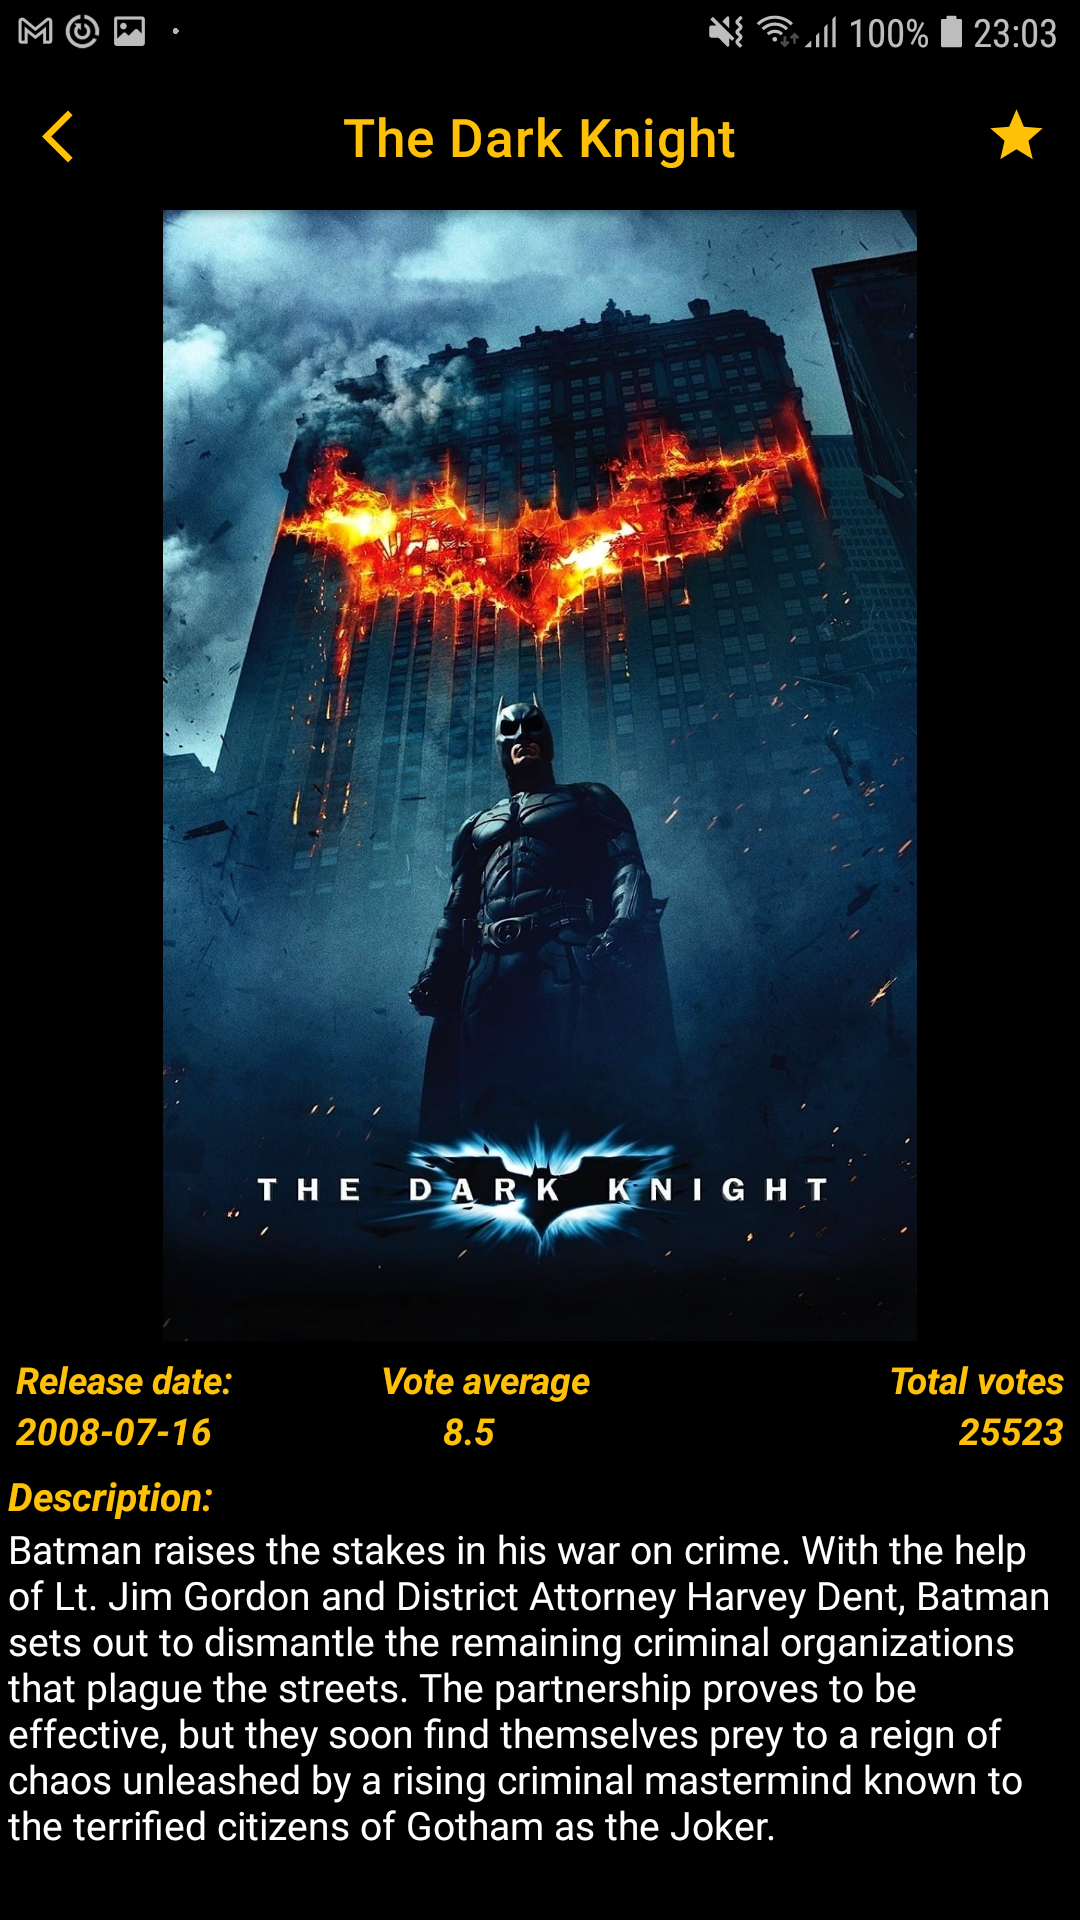 100% 23:03
The Dark Knight
THE DARK KNIGHT
Release date: Vote average Total votes
2008-07-16 8.5 25523
Description:
Batman raises the stakes in his war on crime. With the help
of Lt. Jim Gordon and District Attorney Harvey Dent, Batman
sets out to dismantle the remaining criminal organizations
that plague the streets. The partnership proves to be
effective, but they soon find themselves prey to a reign of
chaos unleashed by a rising criminal mastermind known to
the terrified citizens of Gotham as the Joker.